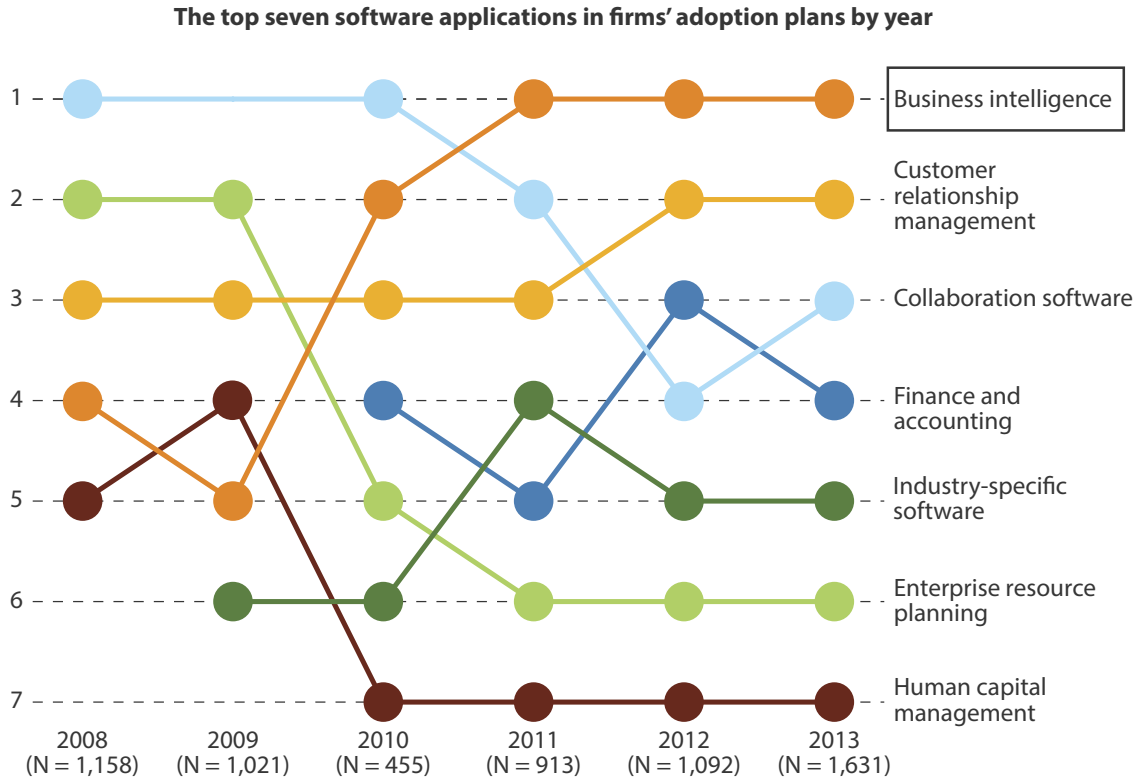 The top seven software applications in firms’ adoption plans by year
1
Business intelligence
2
Customer
relationship
management
3
Collaboration software
4
Finance and
accounting
5
Industry-specific
software
6
Enterprise resource
planning
7
Human capital
management
2008
(N = 1,158)
2009
(N = 1,021)
2010
(N = 455)
2011
(N = 913)
2012
(N = 1,092)
2013
(N = 1,631)